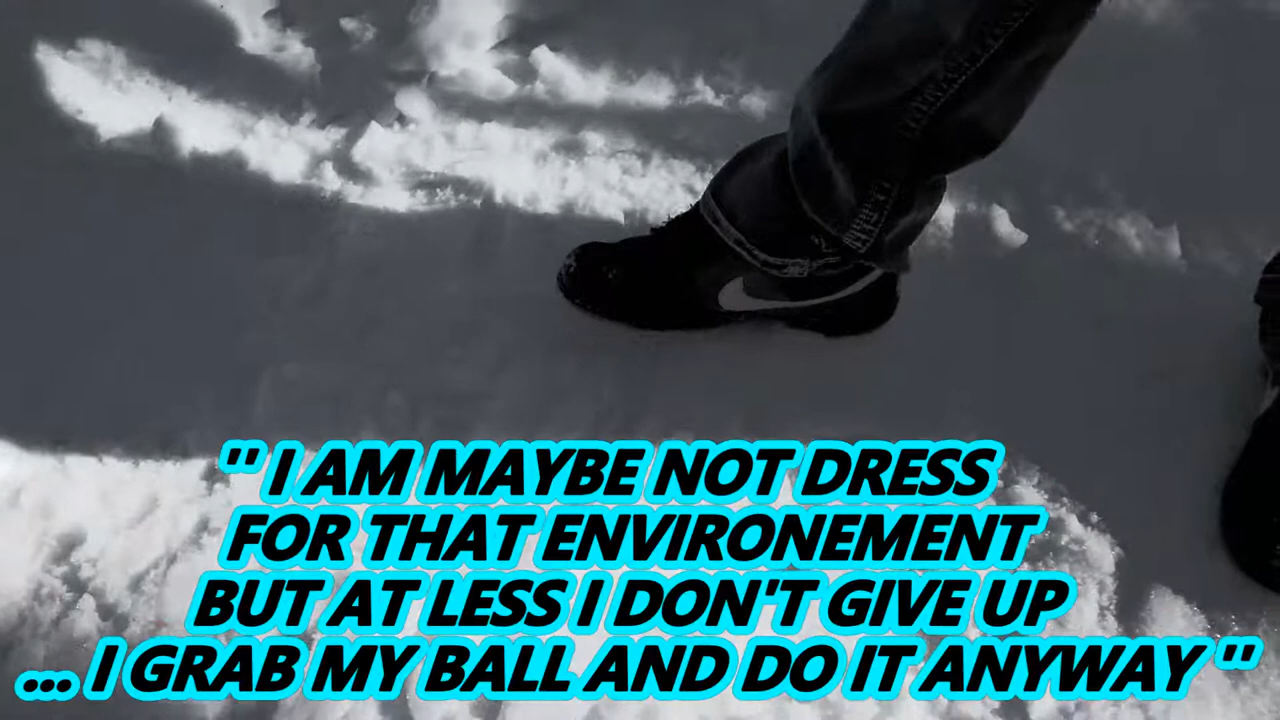 " I AM MAYBE NOT DRESS
FOR THAT ENVIRONEMENT
BUT AT LESS I DON'T GIVE UP
... I GRAB MY BALL AND DO IT ANYWAY "